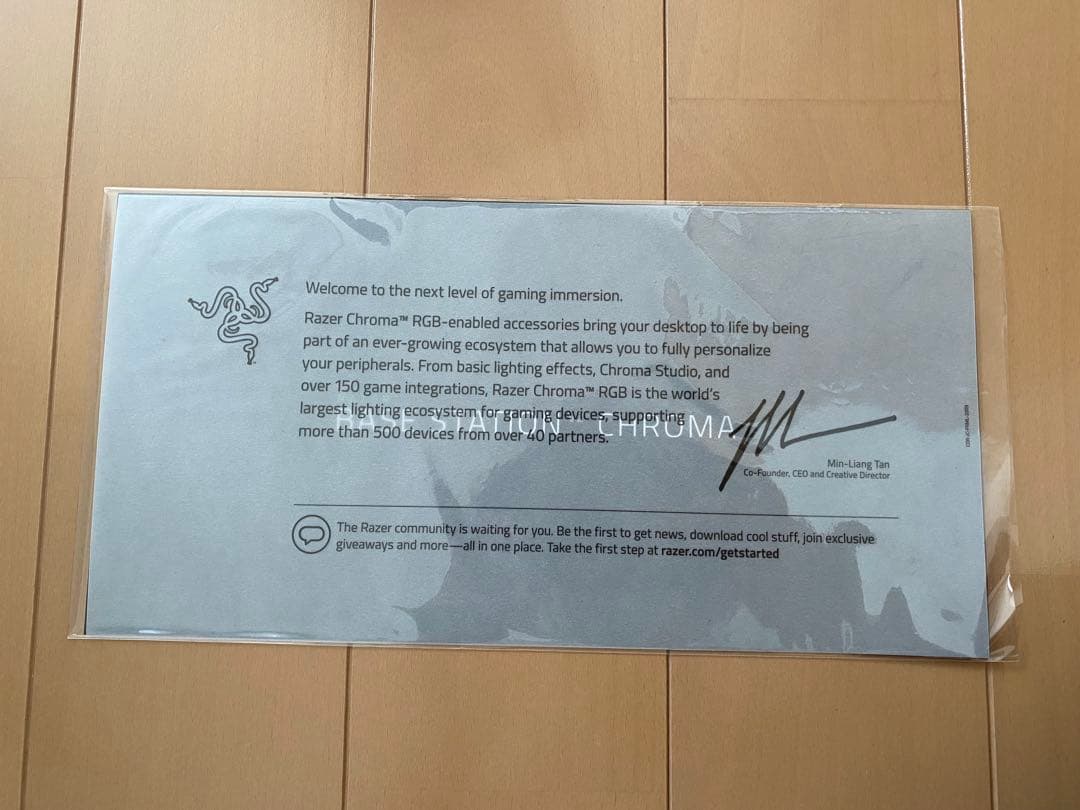 Welcome to the next level of gaming immersion.
Razer Chroma™ RGB-enabled accessories bring your desktop to life by being
part of an ever-growing ecosystem that allows you to fully personalize
your peripherals. From basic lighting effects, Chroma Studio, and
over 150 game integrations, Razer Chroma™ RGB is the world's
largest lighting ecosystem for gaming devices, supporting
more than 500 devices from over 40 partners.
BASE STATION CHROMA
Min-Liang Tan
Co-Founder, CEO and Creative Director
The Razer community is waiting for you. Be the first to get news, download cool stuff, join exclusive
giveaways and more—all in one place. Take the first step at razer.com/getstarted